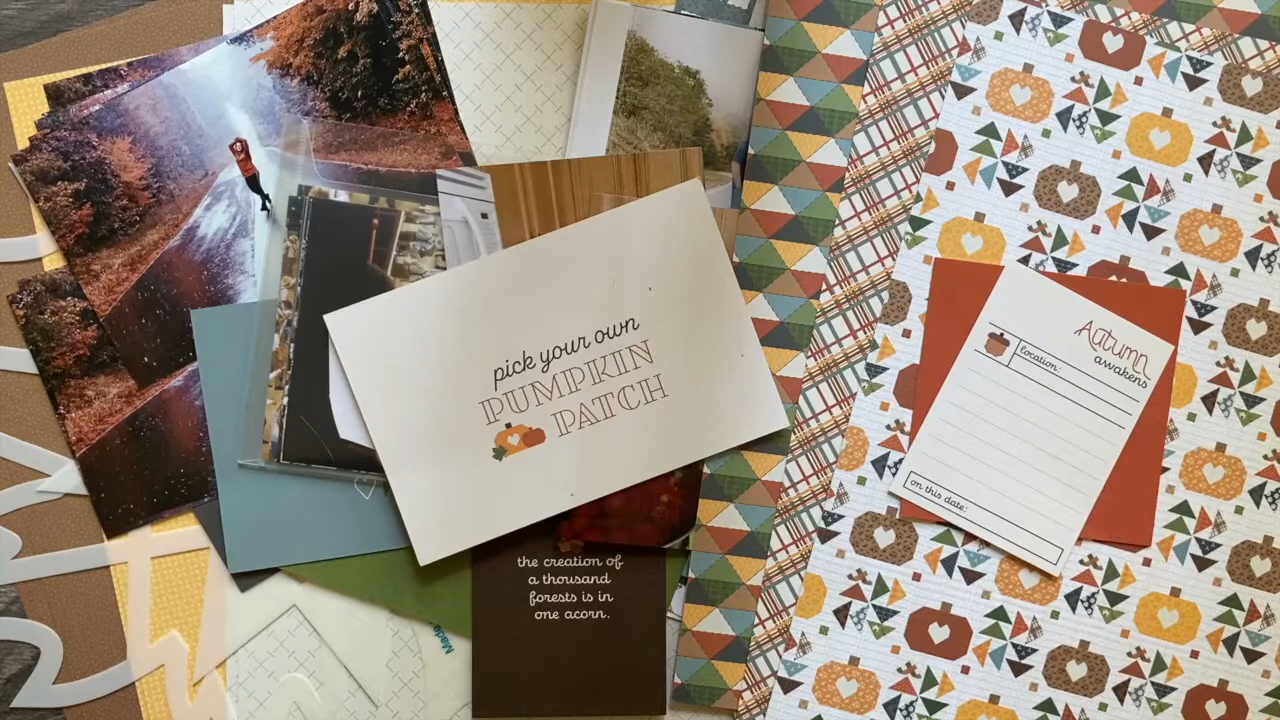 pick your own
PUMPKIN
PATCH
Autumn
awakens
location:
on this date:
the creation of
a thousand
forests is in
one acorn.
Made